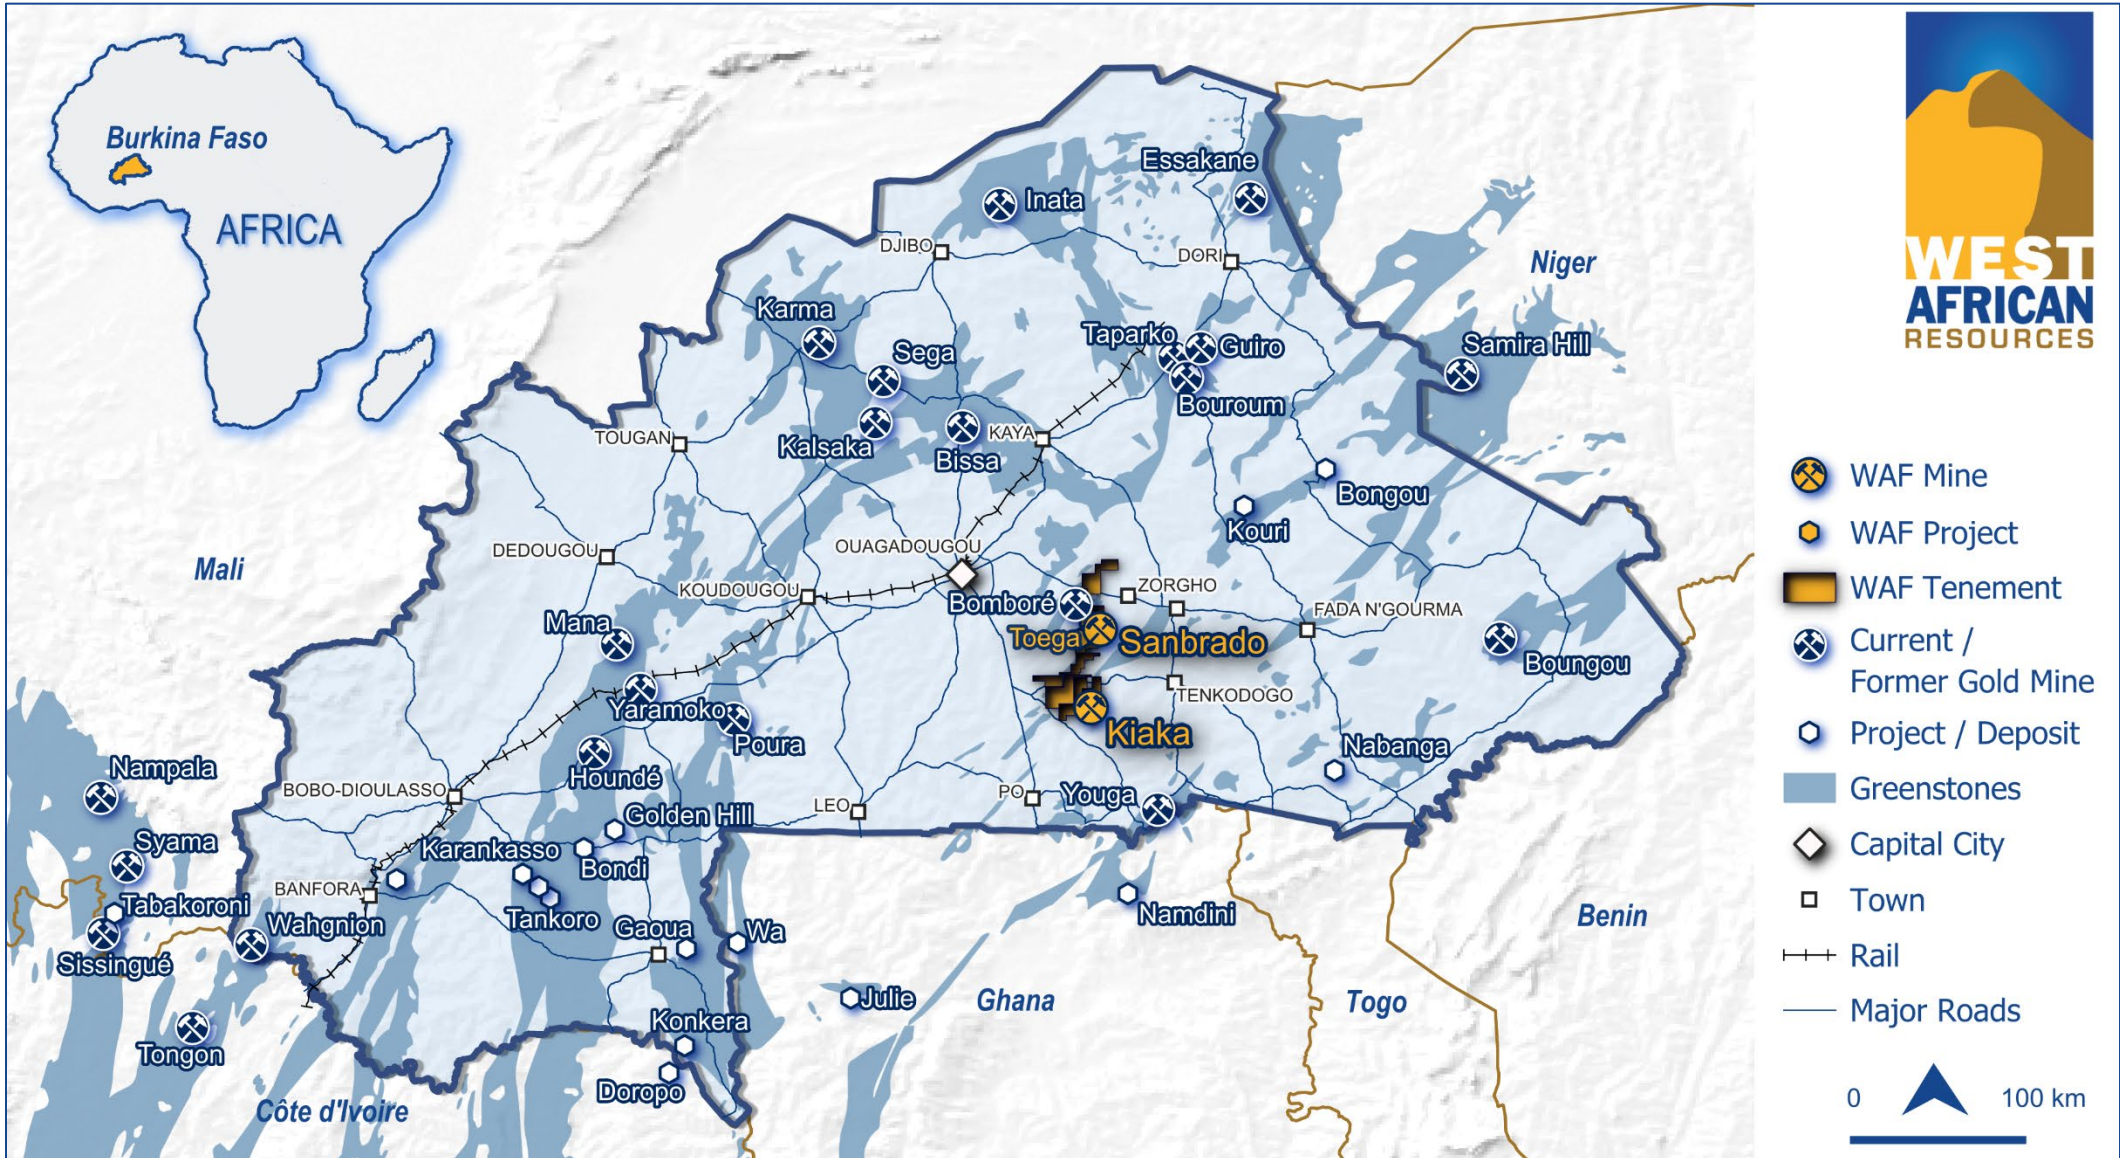 Burkina Faso
AFRICA
Essakane
Inata
DJIBO
DORI
Niger
Karma
Taparko
Guiro
Sega
Samira Hill
Bouroum
TOUGAN
Kalsaka
KAYA
Bissa
Bongou
Kouri
OUAGADOUGOU
DEDOUGOU
Mali
KOUDOUGOU
ZORGHO
Bomboré
FADA N'GOURMA
Mana
Toega
Sanbrado
Boungou
TENKODOGO
Yaramoko
Kiaka
Poura
Nabanga
Houndé
Nampala
BOBO-DIOULASSO
LEO
PO
Youga
Golden Hill
Syama
Karankasso
Bondi
BANFORA
Tabakoroni
Wahgnion
Tankoro
Gaoua
Wa
Namdini
Benin
Sissingué
Julie
Ghana
Togo
Konkera
Tongon
Doropo
Côte d'Ivoire
WEST
AFRICAN
RESOURCES
WAF Mine
WAF Project
WAF Tenement
Current /
Former Gold Mine
Project / Deposit
Greenstones
Capital City
Town
Rail
Major Roads
0 100 km